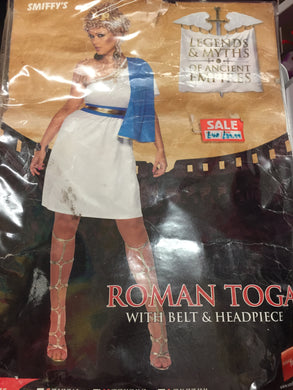 SMIFFY'S
LEGENDS
& MYTHS
OF ANCIENT
EMPIRES
SALE
ROMAN TOGA
WITH BELT & HEADPIECE